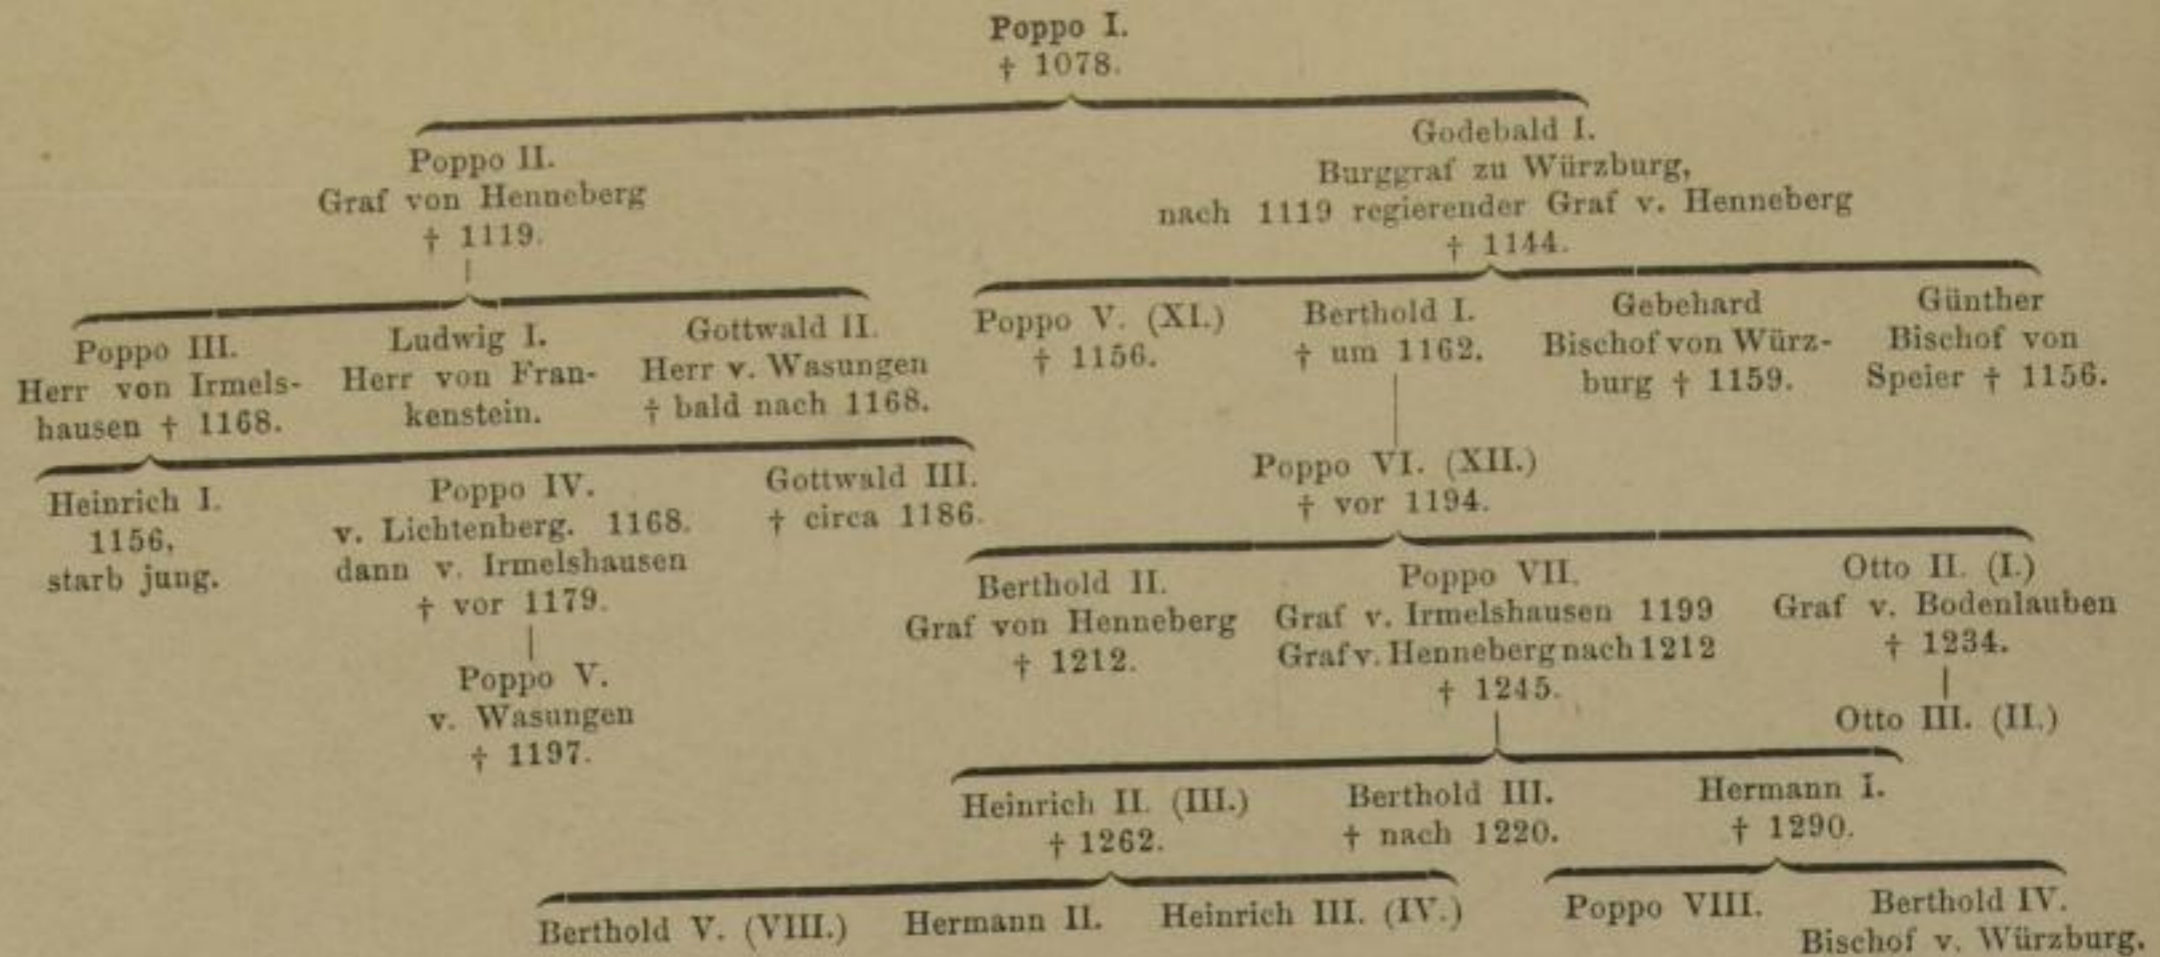 Poppo I.
† 1078.
Poppo II.
Graf von Henneberg
† 1119.
Godebald I.
Burggraf zu Würzburg,
nach 1119 regierender Graf v. Henneberg
† 1144.
Poppo III.
Herr von Irmels-
hausen † 1168.
Ludwig I.
Herr von Fran-
kenstein.
Gottwald II.
Herr v. Wasungen
† bald nach 1168.
Poppo V. (XI.)
† 1156.
Berthold I.
† um 1162.
Gebehard
Bischof von Würz-
burg † 1159.
Günther
Bischof von
Speier † 1156.
Heinrich I.
1156,
starb jung.
Poppo IV.
v. Lichtenberg. 1168.
dann v. Irmelshausen
† vor 1179.
Gottwald III.
† circa 1186.
Poppo V.
v. Wasungen
† 1197.
Poppo VI. (XII.)
† vor 1194.
Berthold II.
Graf von Henneberg
† 1212.
Poppo VII.
Graf v. Irmelshausen 1199
Graf v. Henneberg nach 1212
† 1245.
Otto II. (I.)
Graf v. Bodenlauben
† 1234.
Otto III. (II.)
Heinrich II. (III.)
† 1262.
Berthold III.
† nach 1220.
Hermann I.
† 1290.
Berthold V. (VIII.)
Hermann II.
Heinrich III. (IV.)
Poppo VIII.
Berthold IV.
Bischof v. Würzburg.